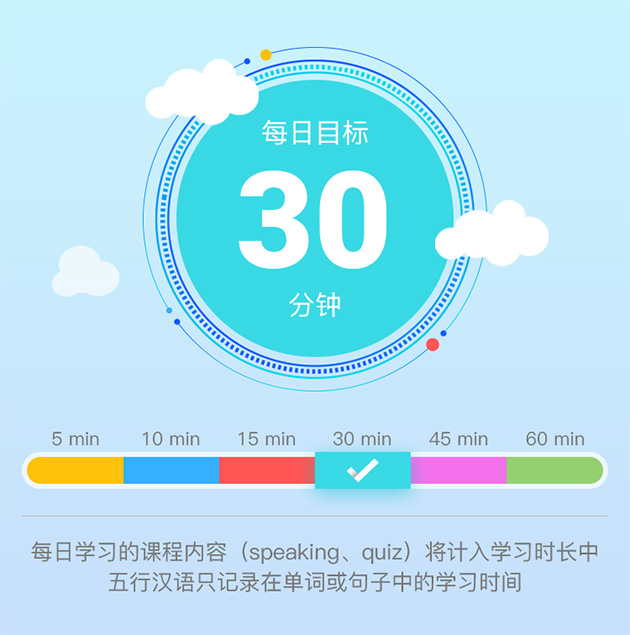 每日目标
30
分钟
5 min 10 min 15 min 30 min 45 min 60 min
每日学习的课程内容（speaking、quiz）将计入学习时长中
五行汉语只记录在单词或句子中的学习时间